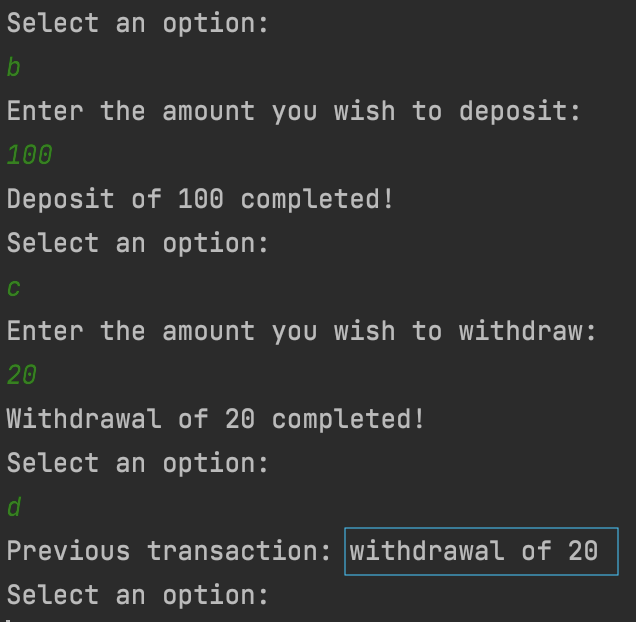 Select an option:
b
Enter the amount you wish to deposit:
100
Deposit of 100 completed!
Select an option:
c
Enter the amount you wish to withdraw:
20
Withdrawal of 20 completed!
Select an option:
d
Previous transaction: withdrawal of 20
Select an option: